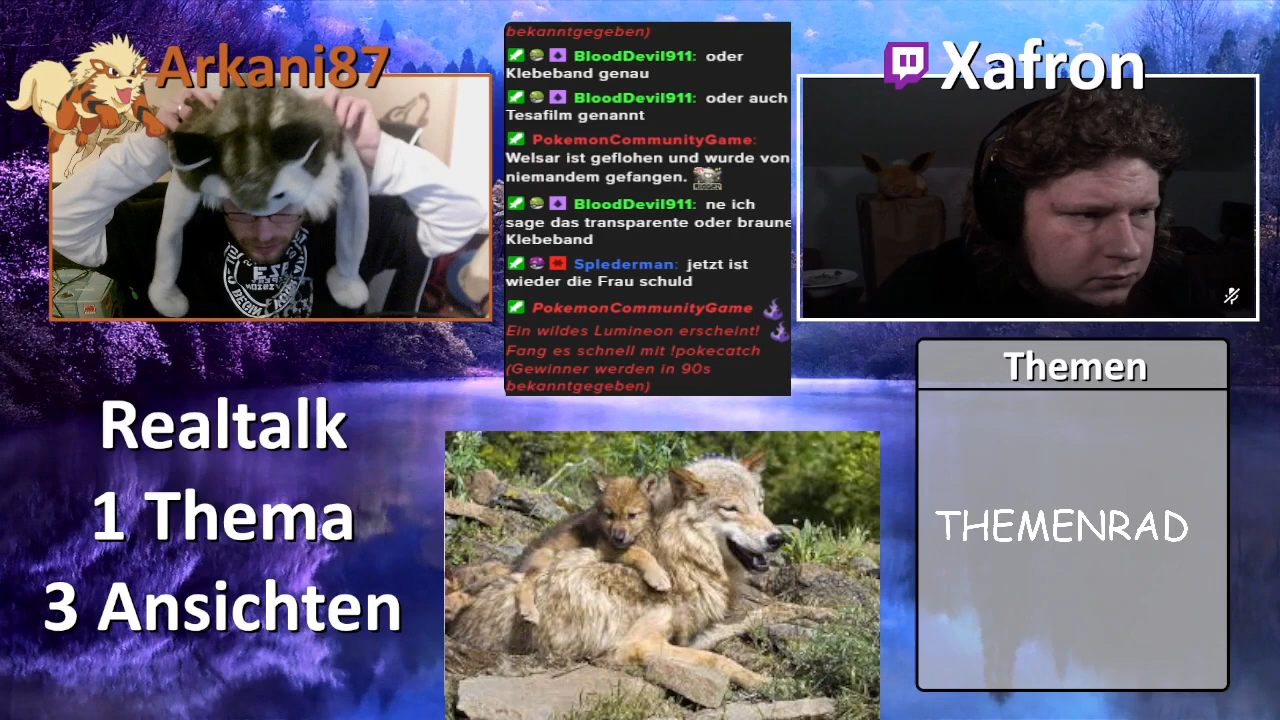 Arkani87
bekanntgegeben)
BloodDevil911: oder
Klebeband genau
BloodDevil911: oder auch
Tesafilm genannt
PokemonCommunityGame:
Welsar ist geflohen und wurde von
niemandem gefangen.
BloodDevil911: ne ich
sage das transparente oder braune
Klebeband
Splederman: jetzt ist
wieder die Frau schuld
PokemonCommunityGame
Ein wildes Lumineon erscheint!
Fang es schnell mit !pokecatch
(Gewinner werden in 90s
bekanntgegeben)
Xafron
Realtalk
1 Thema
3 Ansichten
Themen
THEMENRAD